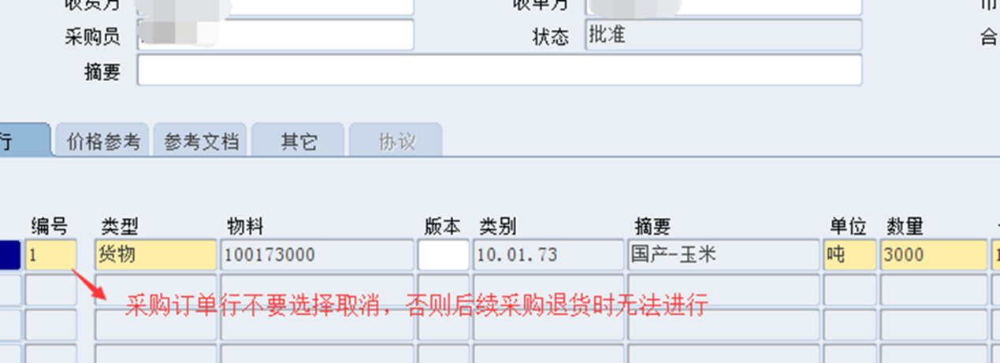 收货方 收单方 币
采购员 状态 批准 合
摘要
行 价格参考 参考文档 其它 协议
编号 类型 物料 版本 类别 摘要 单位 数量
1 货物 100173000 10.01.73 国产-玉米 吨 3000 1
采购订单行不要选择取消，否则后续采购退货时无法进行